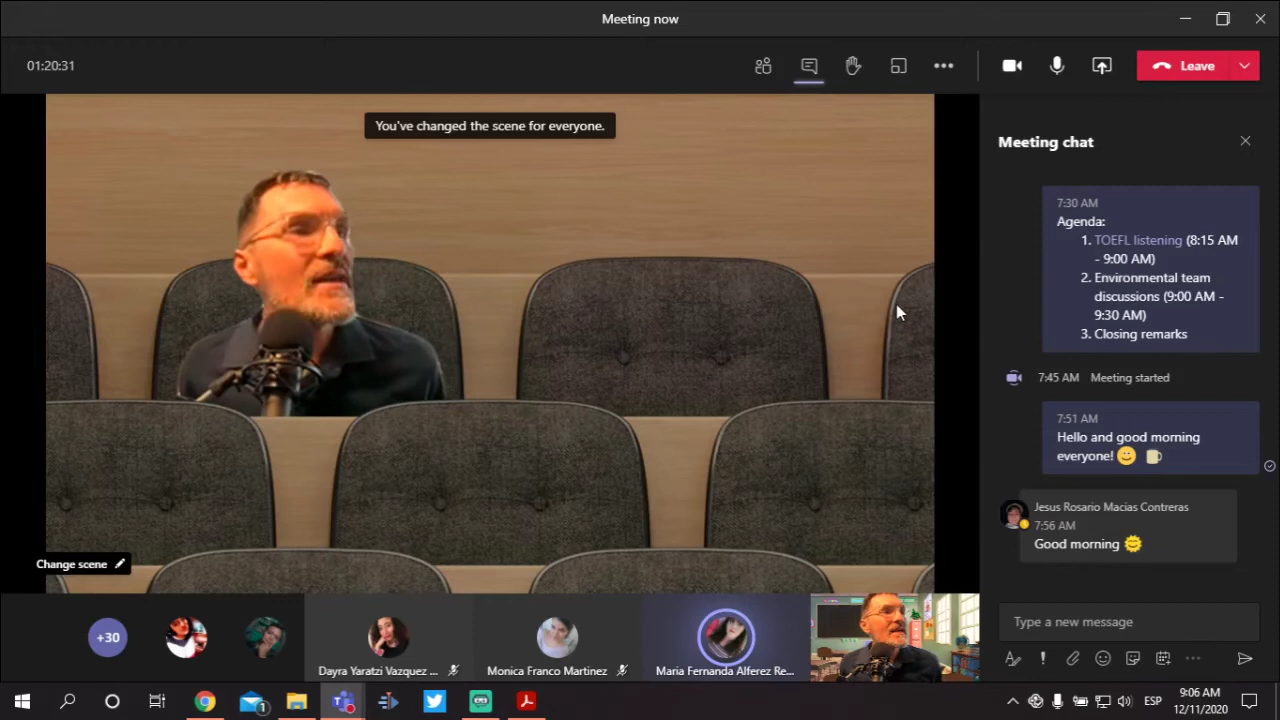 Meeting now
01:20:31
Leave
You've changed the scene for everyone.
Meeting chat
7:30 AM
Agenda:
1. TOEFL listening (8:15 AM
- 9:00 AM)
2. Environmental team
discussions (9:00 AM -
9:30 AM)
3. Closing remarks
7:45 AM Meeting started
7:51 AM
Hello and good morning
everyone!
Jesus Rosario Macias Contreras
7:56 AM
Good morning
Change scene
+30
Dayra Yaratzi Vazquez ...
Monica Franco Martinez
Maria Fernanda Alferez Re...
Type a new message
1
ESP
9:06 AM
12/11/2020